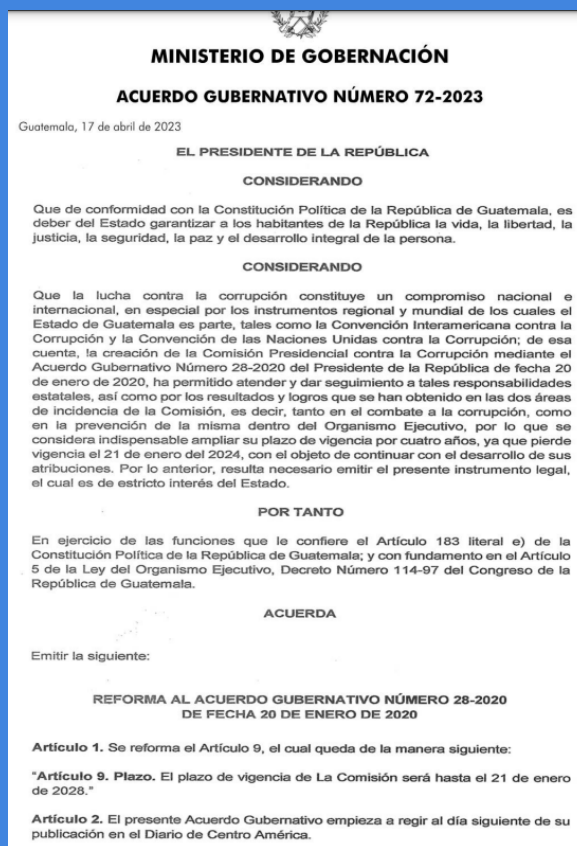 MINISTERIO DE GOBERNACIÓN
ACUERDO GUBERNATIVO NÚMERO 72-2023
Guatemala, 17 de abril de 2023
EL PRESIDENTE DE LA REPÚBLICA
CONSIDERANDO
Que de conformidad con la Constitución Política de la República de Guatemala, es
deber del Estado garantizar a los habitantes de la República la vida, la libertad, la
justicia, la seguridad, la paz y el desarrollo integral de la persona.
CONSIDERANDO
Que la lucha contra la corrupción constituye un compromiso nacional e
internacional, en especial por los instrumentos regional y mundial de los cuales el
Estado de Guatemala es parte, tales como la Convención Interamericana contra la
Corrupción y la Convención de las Naciones Unidas contra la Corrupción; de esa
cuenta, la creación de la Comisión Presidencial contra la Corrupción mediante el
Acuerdo Gubernativo Número 28-2020 del Presidente de la República de fecha 20
de enero de 2020, ha permitido atender y dar seguimiento a tales responsabilidades
estatales, así como por los resultados y logros que se han obtenido en las dos áreas
de incidencia de la Comisión, es decir, tanto en el combate a la corrupción, como
en la prevención de la misma dentro del Organismo Ejecutivo, por lo que se
considera indispensable ampliar su plazo de vigencia por cuatro años, ya que pierde
vigencia el 21 de enero del 2024, con el objeto de continuar con el desarrollo de sus
atribuciones. Por lo anterior, resulta necesario emitir el presente instrumento legal,
el cual es de estricto interés del Estado.
POR TANTO
En ejercicio de las funciones que le confiere el Artículo 183 literal e) de la
Constitución Política de la República de Guatemala; y con fundamento en el Artículo
5 de la Ley del Organismo Ejecutivo, Decreto Número 114-97 del Congreso de la
República de Guatemala.
ACUERDA
Emitir la siguiente:
REFORMA AL ACUERDO GUBERNATIVO NÚMERO 28-2020
DE FECHA 20 DE ENERO DE 2020
Artículo 1. Se reforma el Artículo 9, el cual queda de la manera siguiente:
"Artículo 9. Plazo. El plazo de vigencia de La Comisión será hasta el 21 de enero
de 2028."
Artículo 2. El presente Acuerdo Gubernativo empieza a regir al día siguiente de su
publicación en el Diario de Centro América.